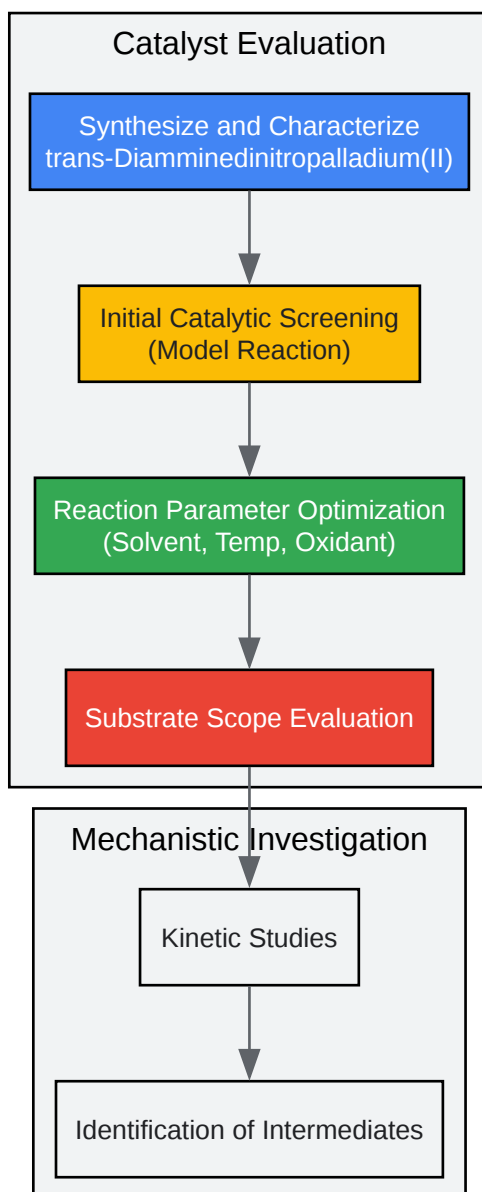 Catalyst Evaluation
Synthesize and Characterize
trans-Diamminedinitropalladium(II)
Initial Catalytic Screening
(Model Reaction)
Reaction Parameter Optimization
(Solvent, Temp, Oxidant)
Substrate Scope Evaluation
Mechanistic Investigation
Kinetic Studies
Identification of Intermediates